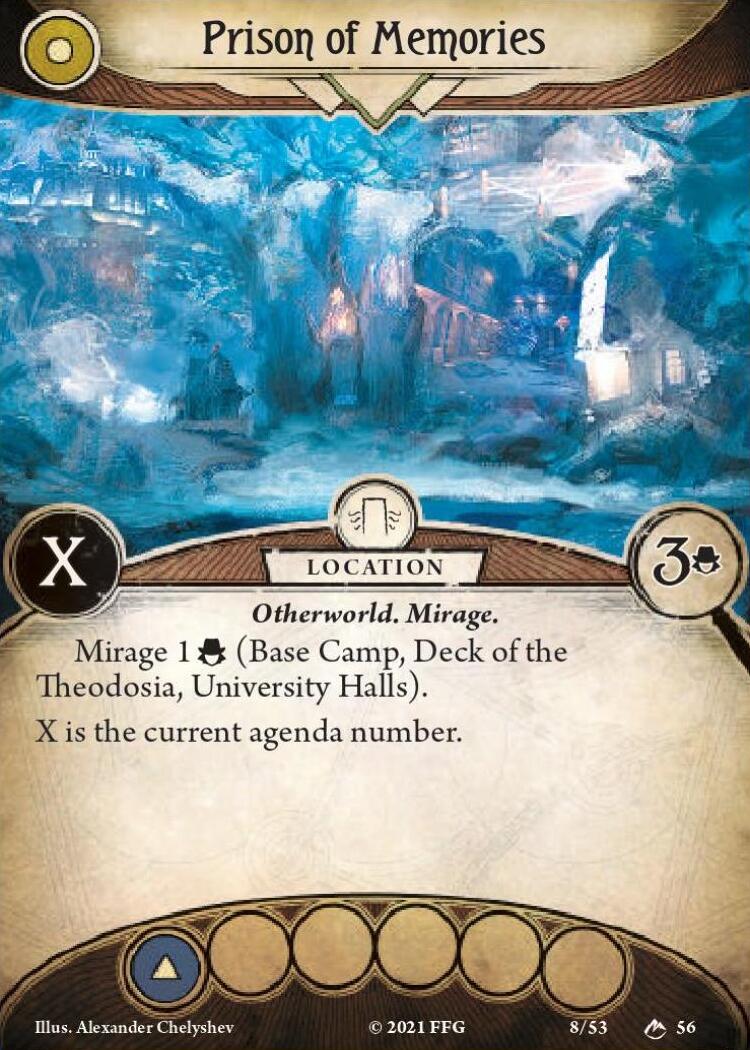 Prison of Memories
X
LOCATION
3
Otherworld. Mirage.
Mirage 1 (Base Camp, Deck of the
Theodosia, University Halls).
X is the current agenda number.
Illus. Alexander Chelyshev
© 2021 FFG
8/53
56